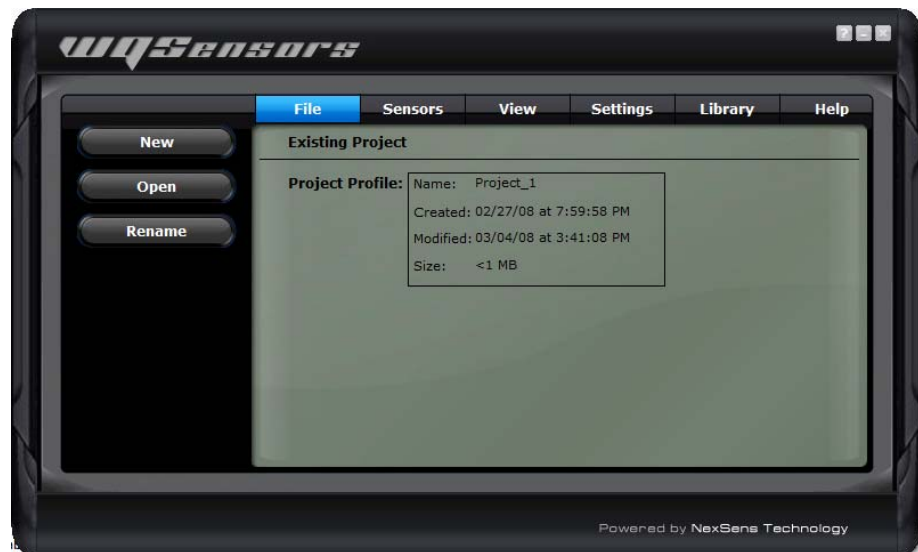 WQSensors
File Sensors View Settings Library Help
New
Open
Rename
Existing Project
Project Profile:
Name: Project_1
Created: 02/27/08 at 7:59:58 PM
Modified: 03/04/08 at 3:41:08 PM
Size: <1 MB
Powered by NexSens Technology